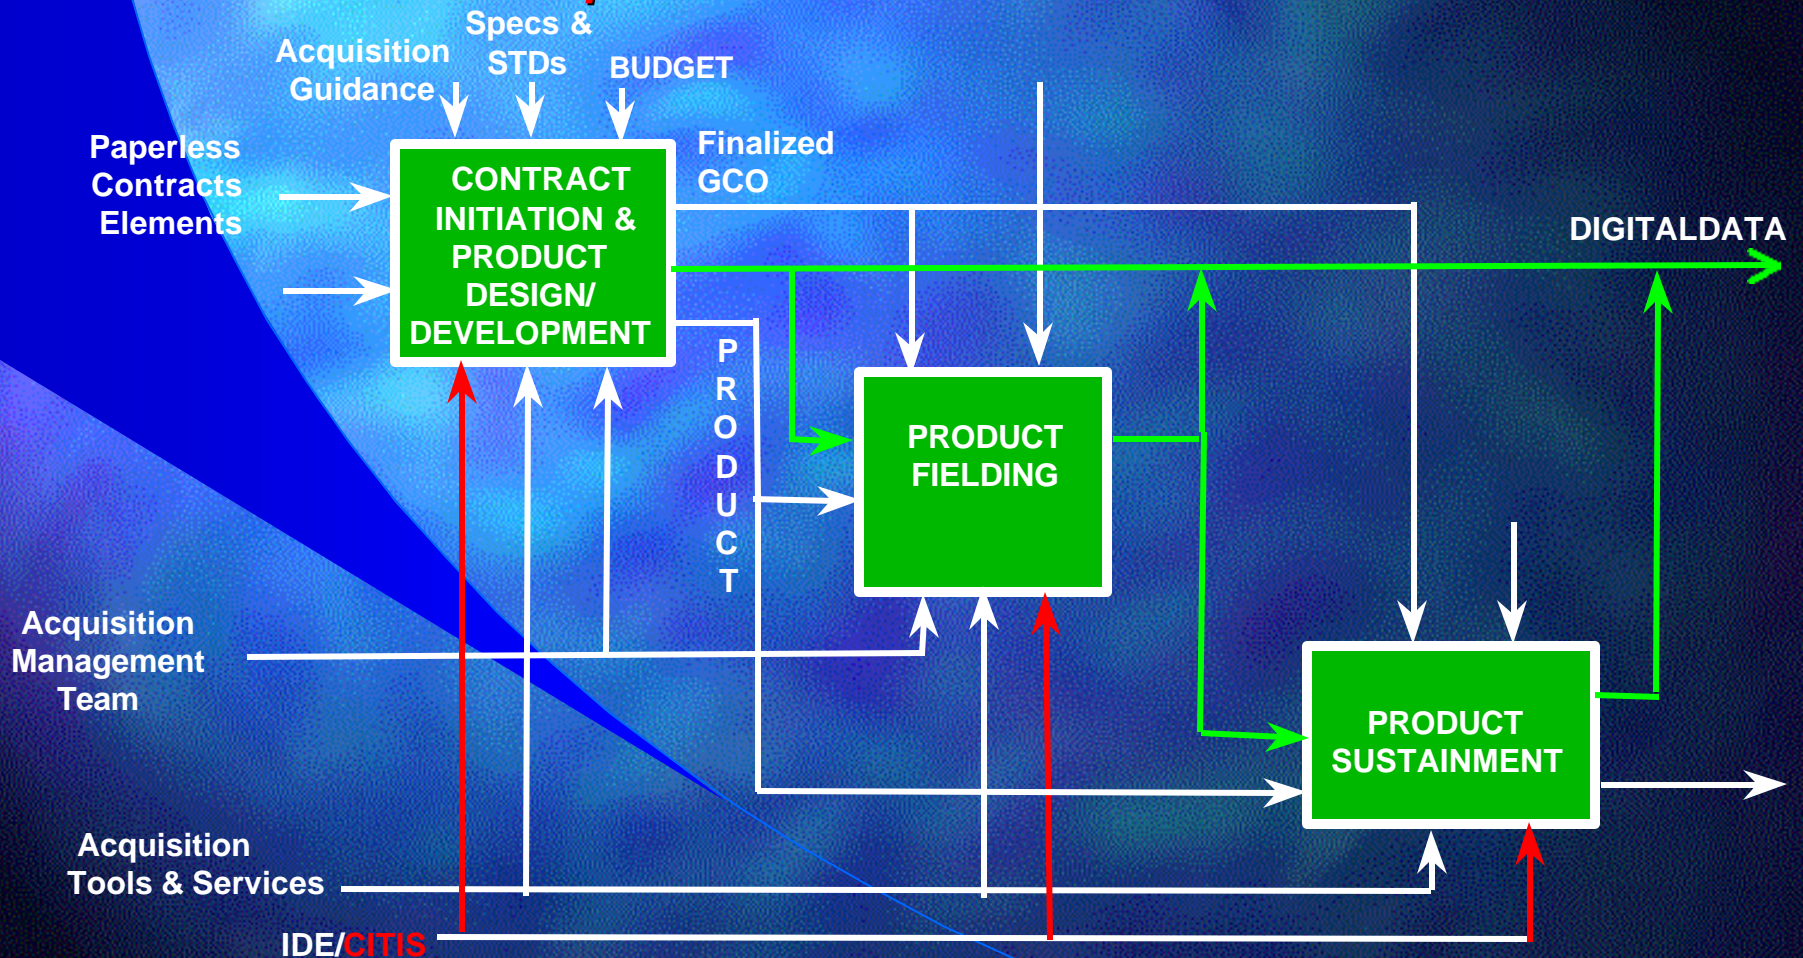 Specs &
STDs
Acquisition
Guidance
BUDGET
Paperless
Contracts
Elements
CONTRACT
INITIATION &
PRODUCT
DESIGN/
DEVELOPMENT
Finalized
GCO
DIGITALDATA
P
R
O
D
U
C
T
PRODUCT
FIELDING
Acquisition
Management
Team
PRODUCT
SUSTAINMENT
Acquisition
Tools & Services
IDE/CITIS